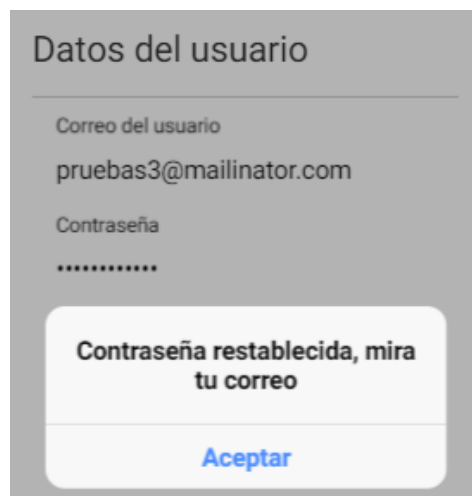 Datos del usuario
Correo del usuario
pruebas3@mailinator.com
Contraseña
••••••••••••
Contraseña restablecida, mira
tu correo
Aceptar